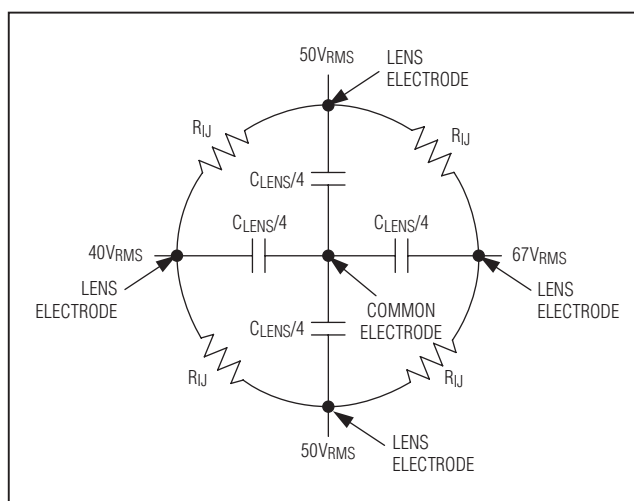 50VRMS
LENS
ELECTRODE
RIJ
RIJ
CLENS/4
CLENS/4
CLENS/4
40VRMS
67VRMS
LENS
ELECTRODE
COMMON
ELECTRODE
LENS
ELECTRODE
CLENS/4
RIJ
RIJ
50VRMS
LENS
ELECTRODE